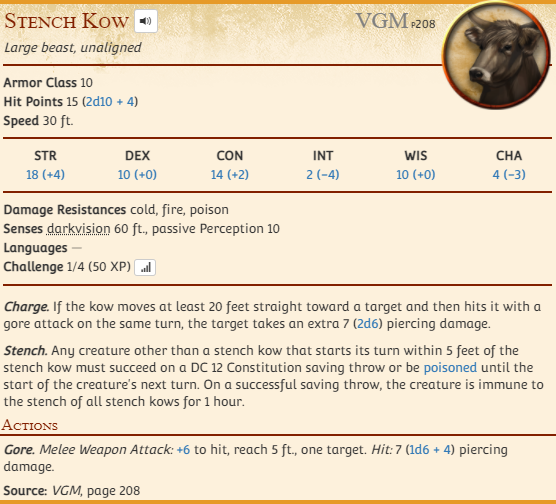 Stench Kow VGM P208
Large beast, unaligned
Armor Class 10
Hit Points 15 (2d10 + 4)
Speed 30 ft.
STR DEX CON INT WIS CHA
18 (+4) 10 (+0) 14 (+2) 2 (−4) 10 (+0) 4 (−3)
Damage Resistances cold, fire, poison
Senses darkvision 60 ft., passive Perception 10
Languages —
Challenge 1/4 (50 XP)
Charge. If the kow moves at least 20 feet straight toward a target and then hits it with a
gore attack on the same turn, the target takes an extra 7 (2d6) piercing damage.
Stench. Any creature other than a stench kow that starts its turn within 5 feet of the
stench kow must succeed on a DC 12 Constitution saving throw or be poisoned until the
start of the creature's next turn. On a successful saving throw, the creature is immune to
the stench of all stench kows for 1 hour.
Actions
Gore. Melee Weapon Attack: +6 to hit, reach 5 ft., one target. Hit: 7 (1d6 + 4) piercing
damage.
Source: VGM, page 208